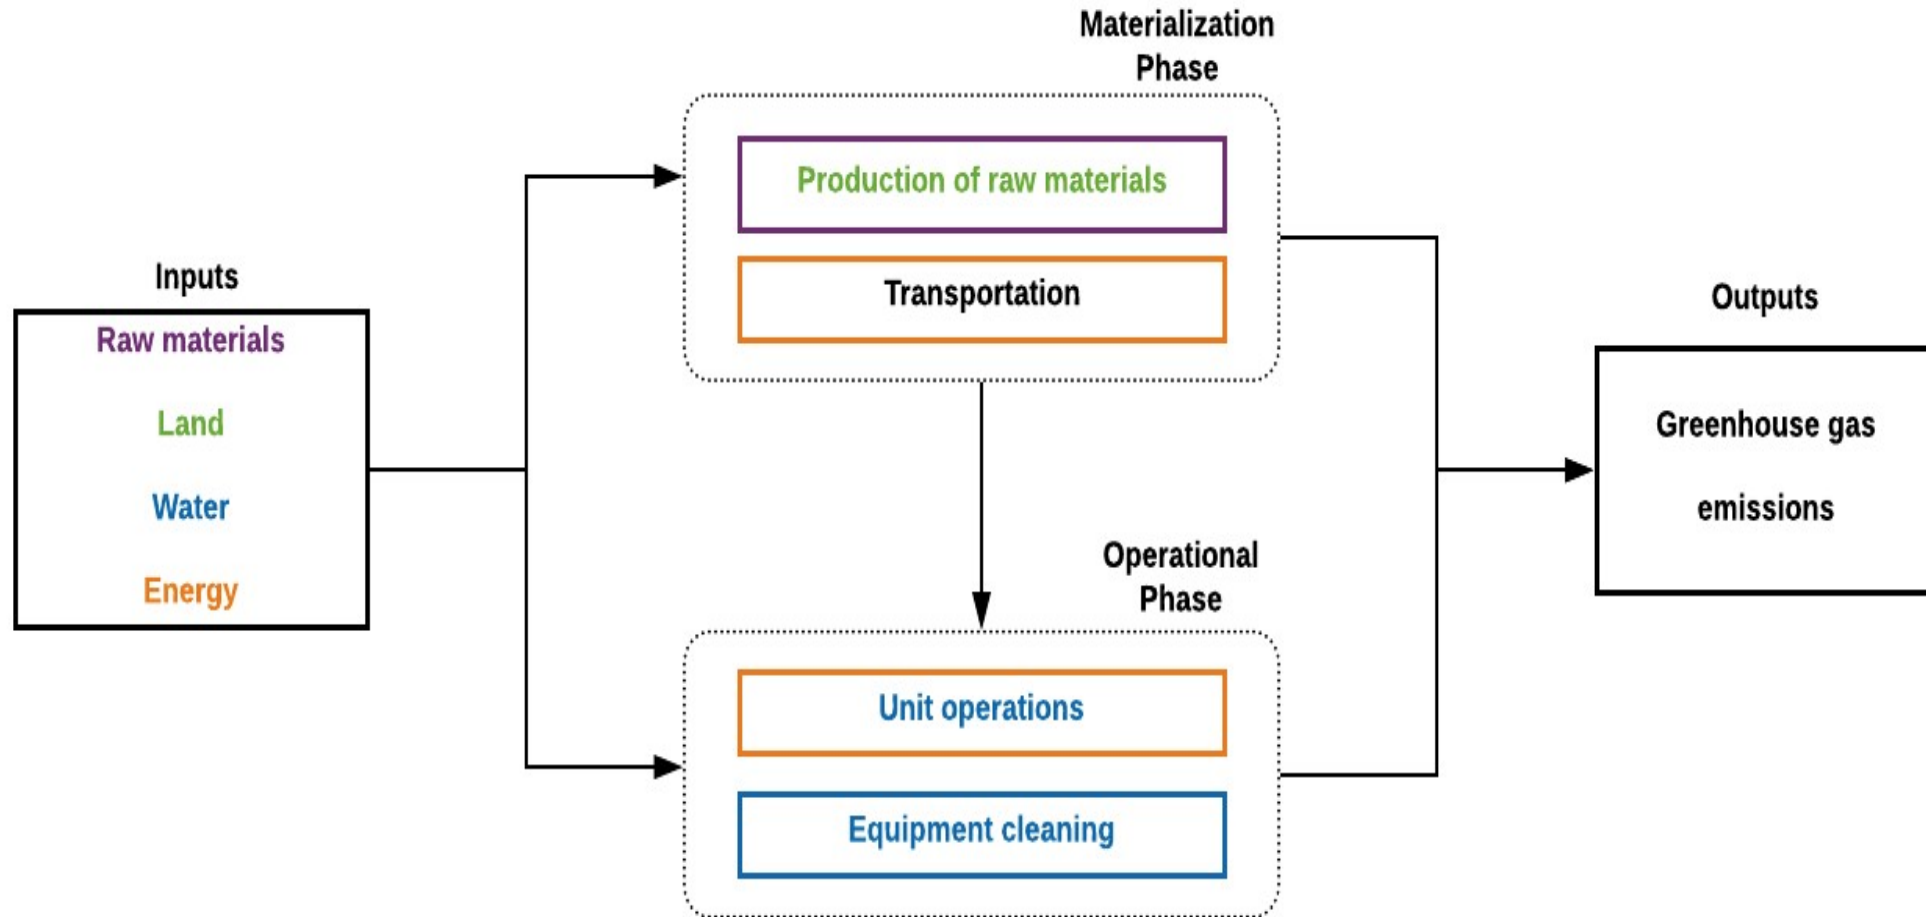 Materialization
Phase
Production of raw materials
Transportation
Inputs
Raw materials
Land
Water
Energy
Operational
Phase
Unit operations
Equipment cleaning
Outputs
Greenhouse gas
emissions